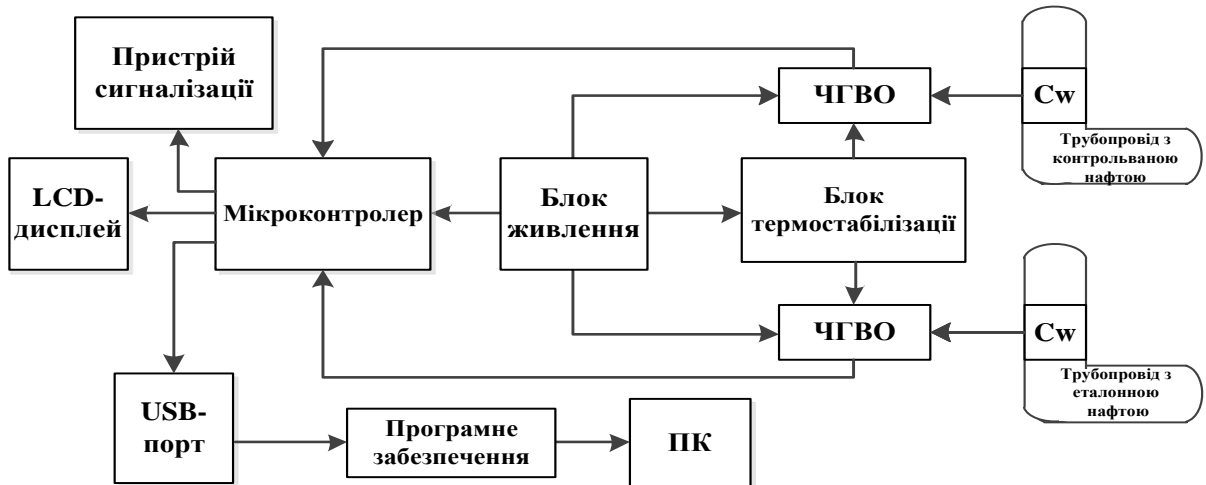 Пристрій
сигналізації
ЧГВО
Cw
Трубопровід з
контрольваною
нафтою
LCD-
дисплей
Мікроконтролер
Блок
живлення
Блок
термостабілізації
ЧГВО
Cw
Трубопровід з
еталонною
нафтою
USB-
порт
Програмне
забезпечення
ПК